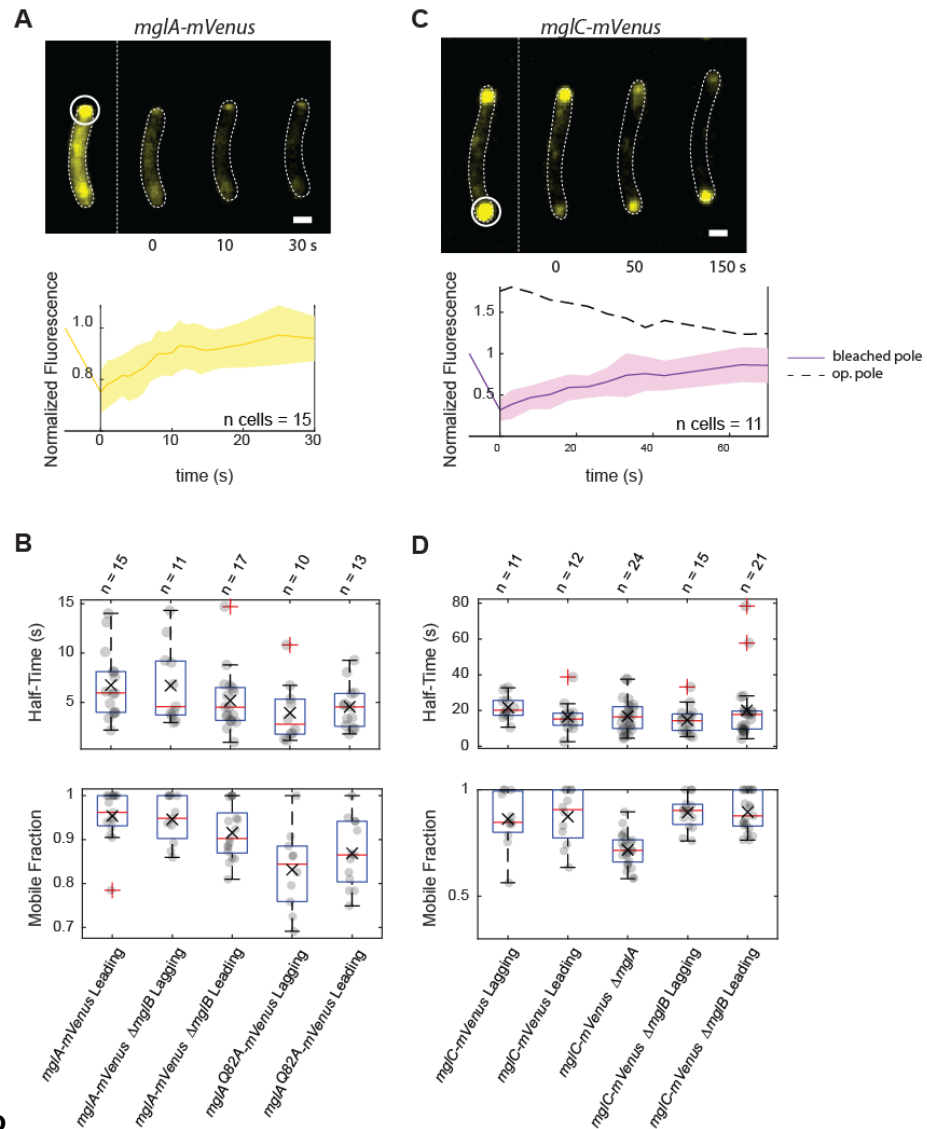 A
mglA-mVenus
0 10 30 s
Normalized Fluorescence
1.0
0.8
n cells = 15
0 10 20 30
time (s)
C
mglC-mVenus
0 50 150 s
Normalized Fluorescence
1.5
1
0.5
n cells = 11
0 20 40 60
time (s)
bleached pole
op. pole
B
n = 15 n = 11 n = 17 n = 10 n = 13
Half-Time (s)
15
10
5
Mobile Fraction
1
0.9
0.8
0.7
mglA-mVenus Leading
mglA-mVenus ΔmglB Lagging
mglA-mVenus ΔmglB Leading
mglA Q82A-mVenus Lagging
mglA Q82A-mVenus Leading
D
n = 11 n = 12 n = 24 n = 15 n = 21
Half-Time (s)
80
60
40
20
0
Mobile Fraction
1
0.5
mglC-mVenus Lagging
mglC-mVenus Leading
mglC-mVenus ΔmglA
mglC-mVenus ΔmglB Lagging
mglC-mVenus ΔmglB Leading